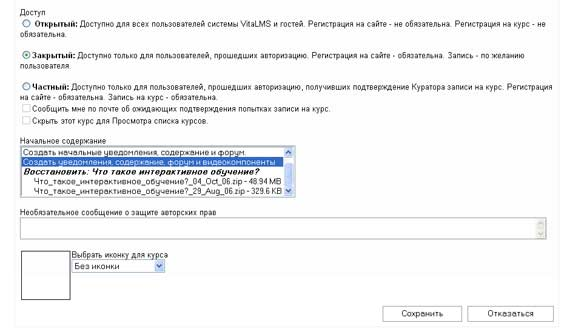 Доступ
Открытый: Доступно для всех пользователей системы VitaLMS и гостей. Регистрация на сайте - не обязательна. Регистрация на курс - не
обязательна.
Закрытый: Доступно только для пользователей, прошедших авторизацию. Регистрация на сайте - обязательна. Запись - по желанию
пользователя.
Частный: Доступно только для пользователей, прошедших авторизацию, получивших подтверждение Куратора записи на курс. Регистрация
на сайте - обязательна. Запись на курс - обязательна.
Сообщить мне по почте об ожидающих подтверждения попытках записи на курс.
Скрыть этот курс для Просмотра списка курсов.
Начальное содержание
Создать начальные уведомления, содержание и форум.
Создать уведомления, содержание, форум и видеокомпоненты
Восстановить: Что такое интерактивное обучение?
Что_такое_интерактивное_обучение?_04_Oct_06.zip - 48.94 MB
Что_такое_интерактивное_обучение?_29_Aug_06.zip - 329.6 KB
Необязательное сообщение о защите авторских прав
Выбрать иконку для курса
Без иконки
Сохранить Отказаться